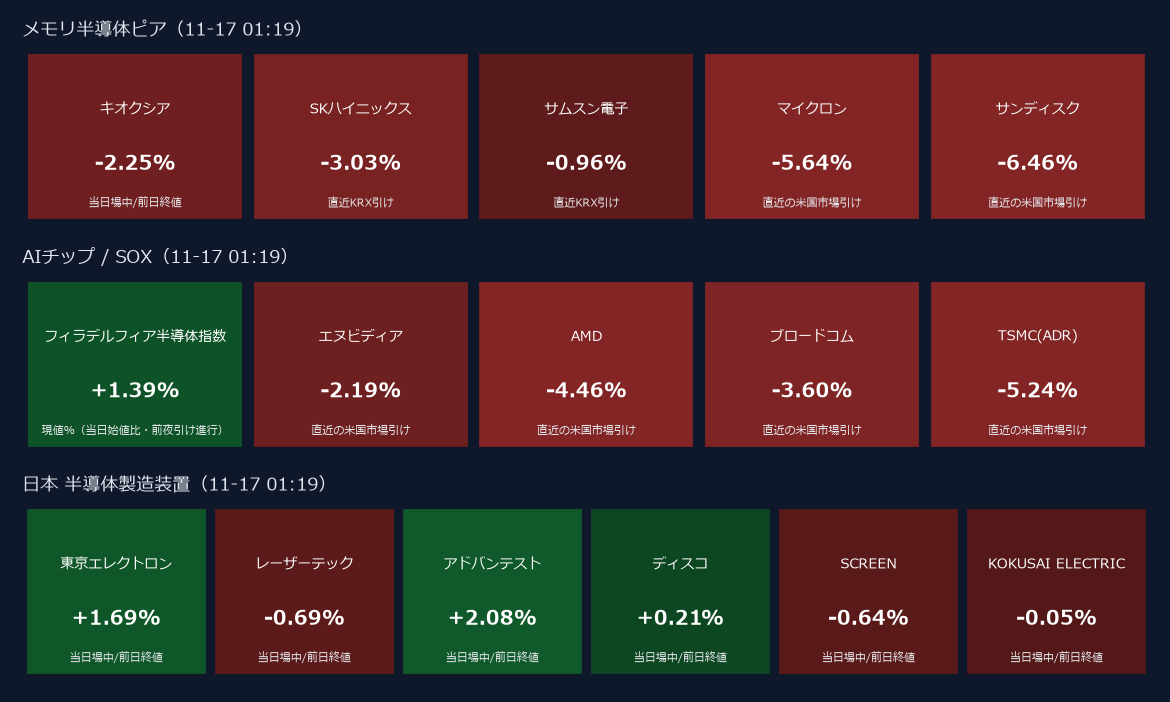 メモリ半導体ピア（11-17 01:19）
キオクシア
-2.25%
当日場中/前日終値
SKハイニックス
-3.03%
直近KRX引け
サムスン電子
-0.96%
直近KRX引け
マイクロン
-5.64%
直近の米国市場引け
サンディスク
-6.46%
直近の米国市場引け
AIチップ / SOX（11-17 01:19）
フィラデルフィア半導体指数
+1.39%
現値%（当日始値比・前夜引け進行）
エヌビディア
-2.19%
直近の米国市場引け
AMD
-4.46%
直近の米国市場引け
ブロードコム
-3.60%
直近の米国市場引け
TSMC(ADR)
-5.24%
直近の米国市場引け
日本 半導体製造装置（11-17 01:19）
東京エレクトロン
+1.69%
当日場中/前日終値
レーザーテック
-0.69%
当日場中/前日終値
アドバンテスト
+2.08%
当日場中/前日終値
ディスコ
+0.21%
当日場中/前日終値
SCREEN
-0.64%
当日場中/前日終値
KOKUSAI ELECTRIC
-0.05%
当日場中/前日終値